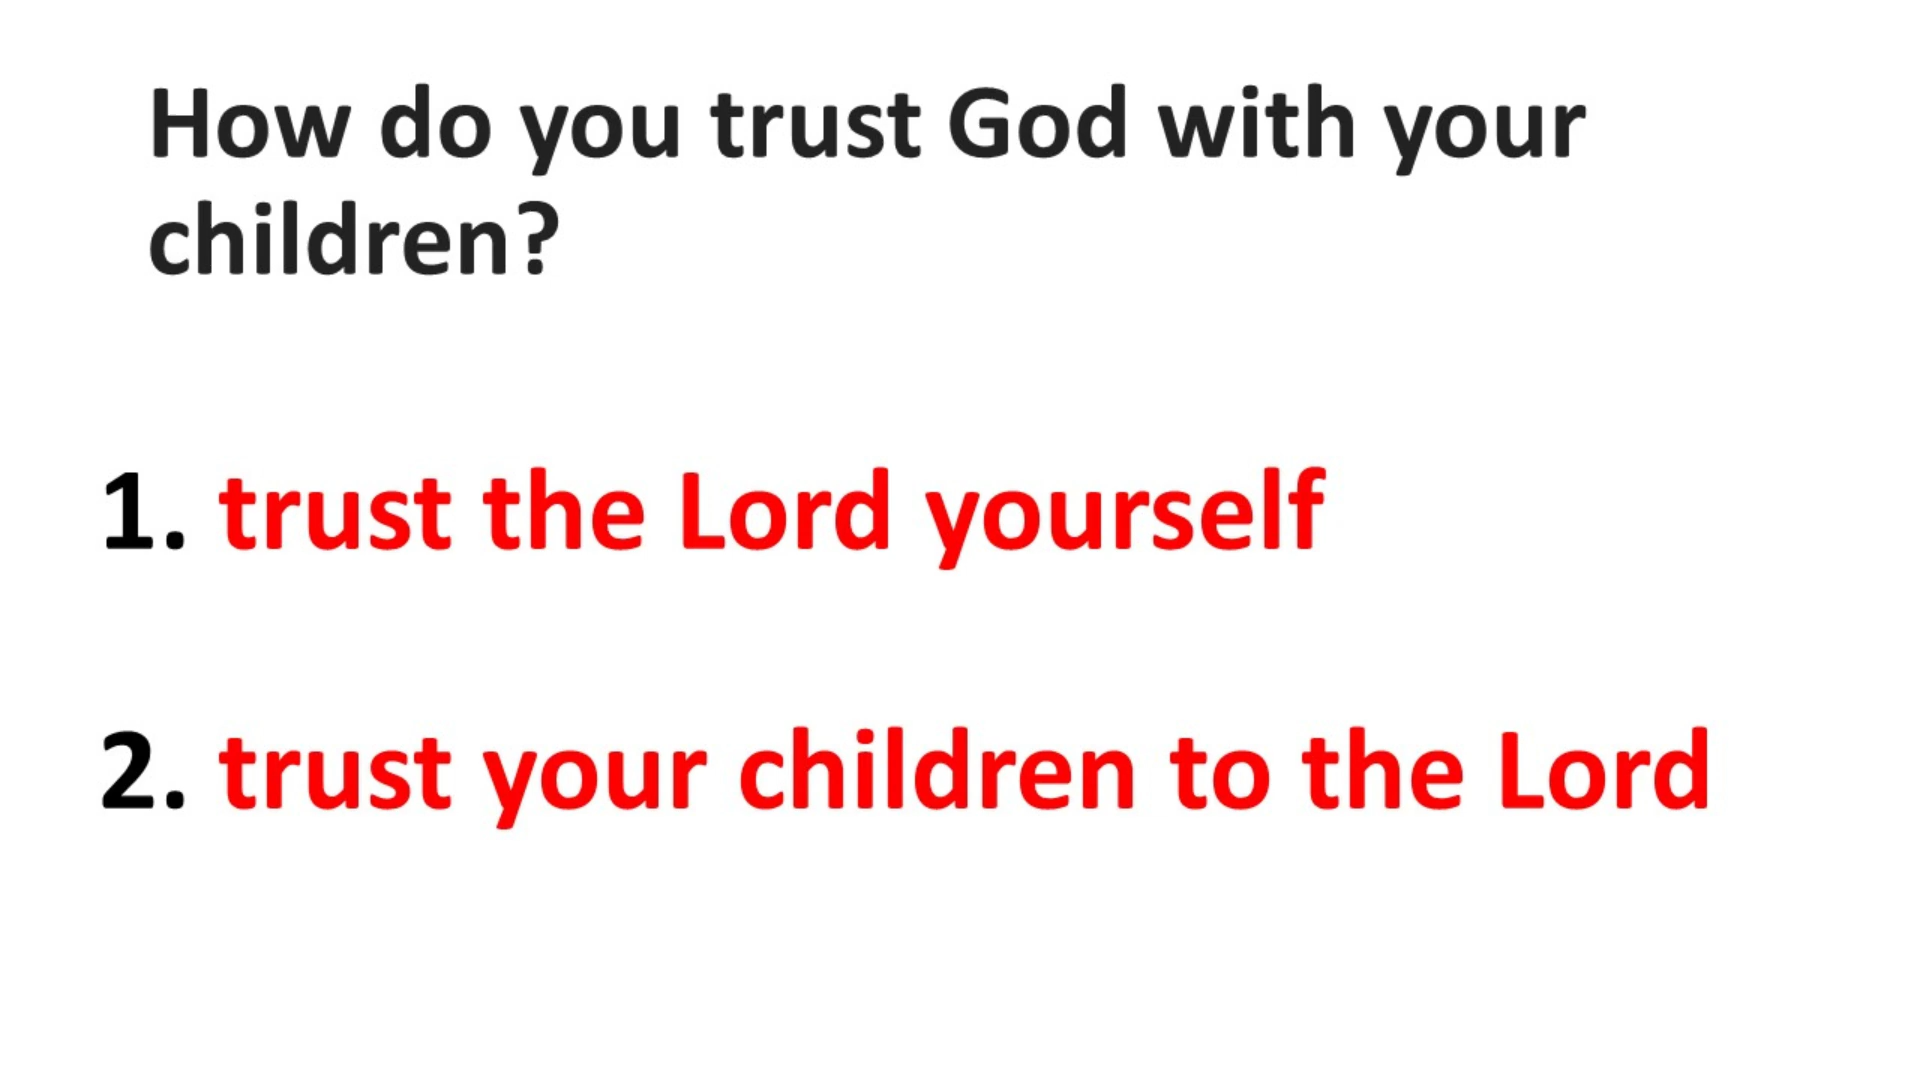 How do you trust God with your
children?
1. trust the Lord yourself
2. trust your children to the Lord